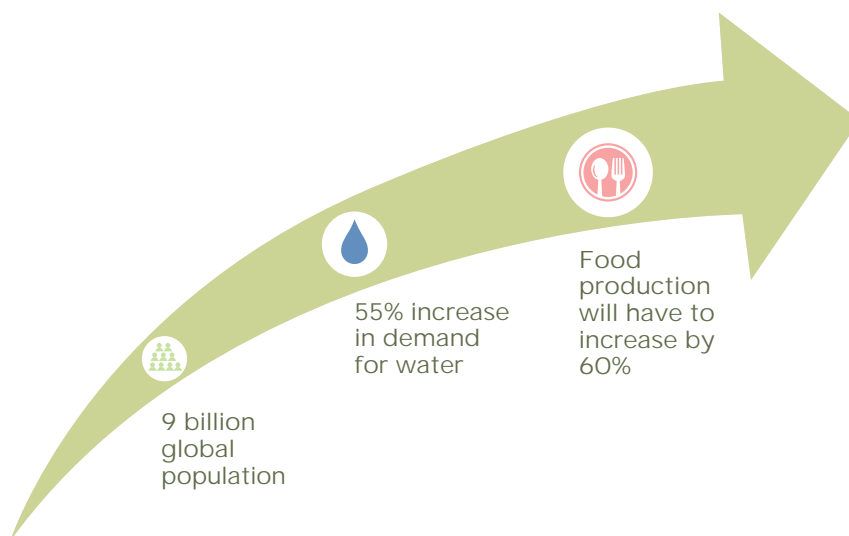 9 billion
global
population
55% increase
in demand
for water
Food
production
will have to
increase by
60%